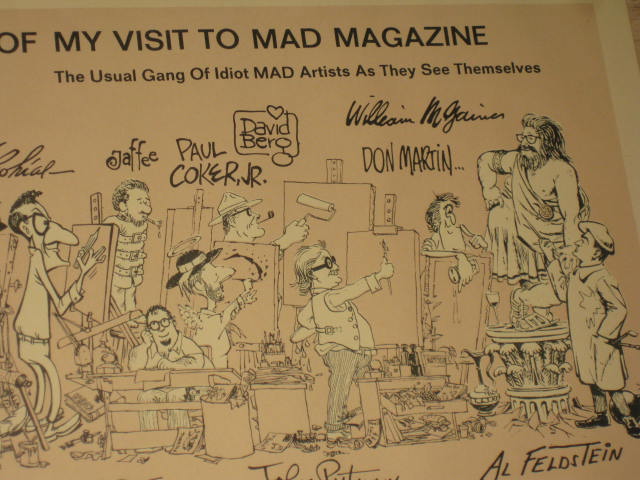 OF MY VISIT TO MAD MAGAZINE
The Usual Gang Of Idiot MAD Artists As They See Themselves
Jaffee
PAUL
COKER, JR.
David
Berg
William M Gaines
DON MARTIN...
AL FELDSTEIN